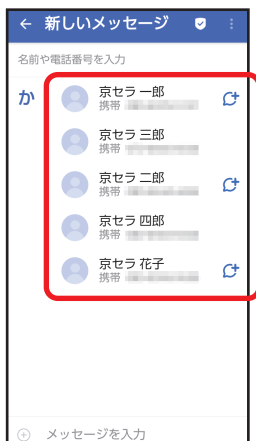 新しいメッセージ
名前や電話番号を入力
か
京セラ 一郎
携帯
京セラ 三郎
携帯
京セラ 二郎
携帯
京セラ 四郎
携帯
京セラ 花子
携帯
メッセージを入力